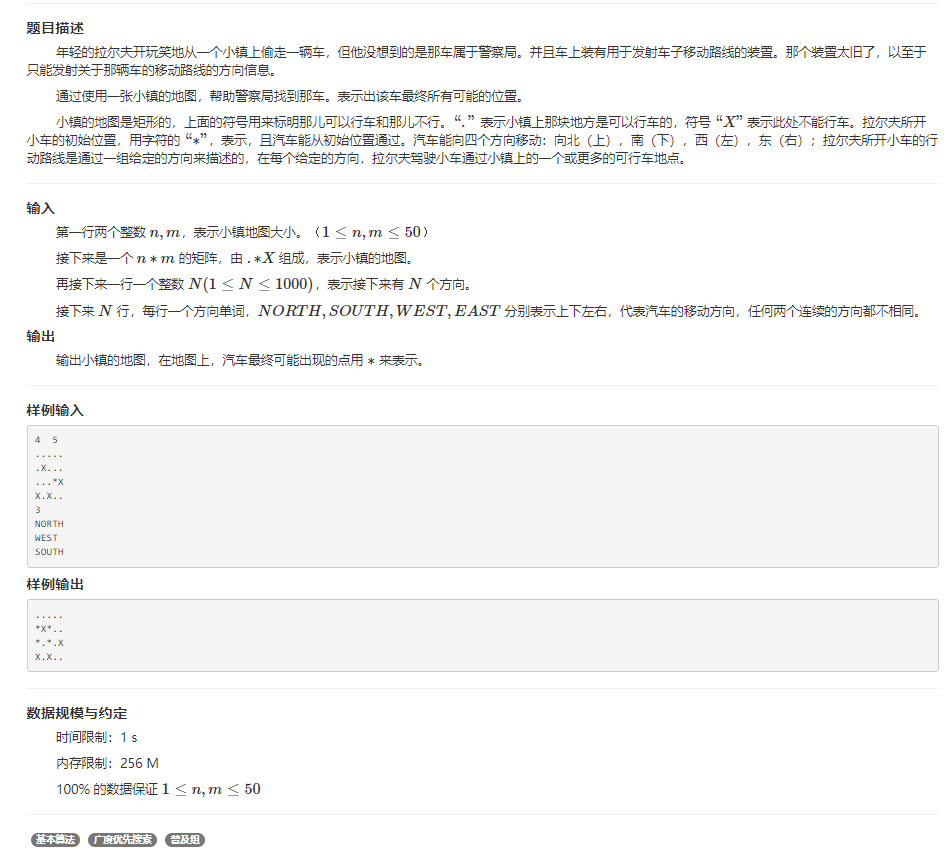 题目描述
年轻的拉尔夫开玩笑地从一个小镇上偷走一辆车，但他没想到的是那车属于警察局。并且车上装有用于发射车子移动路线的装置。那个装置太旧了，以至于
只能发射关于那辆车的移动路线的方向信息。
通过使用一张小镇的地图，帮助警察局找到那车。表示出该车最终所有可能的位置。
小镇的地图是矩形的，上面的符号用来标明那儿可以行车和那儿不行。“.” 表示小镇上那块地方是可以行车的，符号 “X” 表示此处不能行车。拉尔夫所开
小车的初始位置，用字符的 “*”，表示，且汽车能从初始位置通过。汽车能向四个方向移动：向北（上），南（下），西（左），东（右）；拉尔夫所开小车的行
动路线是通过一组给定的方向来描述的，在每个给定的方向，拉尔夫驾驶小车通过小镇上的一个或更多的可行车地点。
输入
第一行两个整数 n, m，表示小镇地图大小。（1 ≤ n, m ≤ 50）
接下来是一个 n * m 的矩阵，由 . * X 组成，表示小镇的地图。
再接下来一行一个整数 N(1 ≤ N ≤ 1000)，表示接下来有 N 个方向。
接下来 N 行，每行一个方向单词，NORTH, SOUTH, WEST, EAST 分别表示上下左右，代表汽车的移动方向，任何两个连续的方向都不相同。
输出
输出小镇的地图，在地图上，汽车最终可能出现的点用 * 来表示。
样例输入
4  5
.....
.X...
...*X
X.X..
3
NORTH
WEST
SOUTH
样例输出
.....
*X*..
*.*.X
X.X..
数据规模与约定
时间限制：1 s
内存限制：256 M
100% 的数据保证 1 ≤ n, m ≤ 50
基本算法 广度优先搜索 普及组